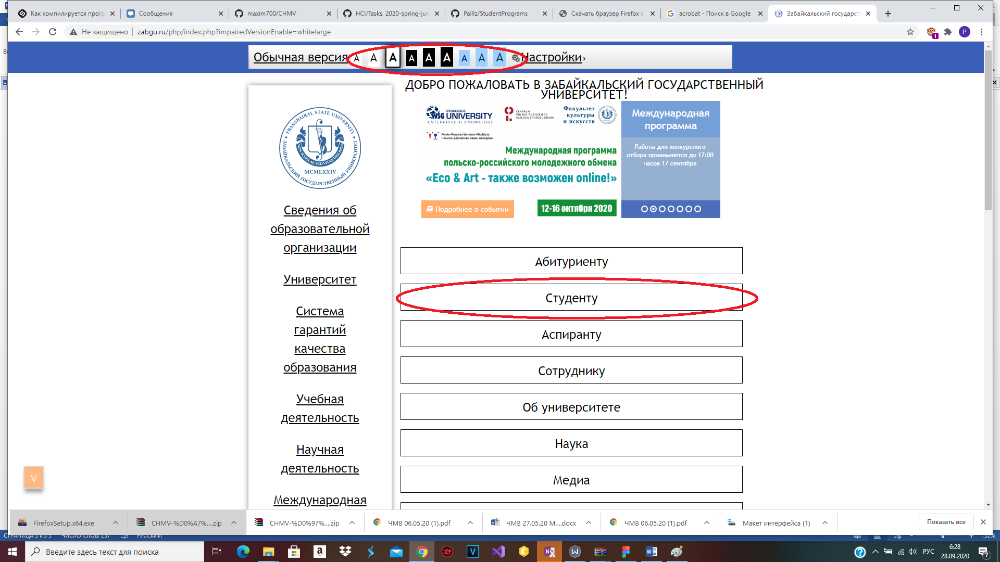 Как компилируется прогр
Сообщения
maxim700/CHMV
HCI/Tasks. 2020-spring-jun
Palllz/StudentPrograms
Скачать браузер Firefox с
acrobat - Поиск в Google
Забайкальский государст
Не защищено
zabgu.ru/php/index.php?impairedVersionEnable=whitelarge
P
1
Обычная версия A A A A A A A A A Настройки›
ДОБРО ПОЖАЛОВАТЬ В ЗАБАЙКАЛЬСКИЙ ГОСУДАРСТВЕННЫЙ
УНИВЕРСИТЕТ!
TRANSBAIKAL STATE UNIVERSITY
ЗАБАЙКАЛЬСКИЙ ГОСУДАРСТВЕННЫЙ УНИВЕРСИТЕТ
NON SCHOLAE SED VITAE DISCIMUS
MCMLXXIV
Сведения об
образовательной
организации
Университет
Система
гарантий
качества
образования
Учебная
деятельность
Научная
деятельность
Международная
BYDGOSZCZ
WSG UNIVERSITY
ENTERPRISE OF KNOWLEDGE
CENTRUM
POLSKO-ROSYJSKIEGO
DIALOGU I POROZUMIENIA
Факультет
культуры
и искусств
Polsko-Rosyjska Wymiana Młodzieży
Польско-российский обмен молодёжи
Международная программа
польско-российского молодежного обмена
«Eco & Art - также возможен online!»
Подробнее о событии
12-16 октября 2020
Международная
программа
Работы для конкурсного
отбора принимаются до 17:00
часов 17 сентября
Абитуриенту
Студенту
Аспиранту
Сотруднику
Об университете
Наука
Медиа
V
FirefoxSetup.x64.exe
CHMV-%D0%A7%....zip
CHMV-%D0%97%....zip
ЧМВ 06.05.20 (1).pdf
ЧМВ 27.05.20 М....docx
ЧМВ 06.05.20 (1).pdf
Макет интерфейса (1)
Показать все
СТРАНИЦА 3 ИЗ 3
ЧИСЛО СЛОВ: 237
РУССКИЙ
132%
Введите здесь текст для поиска
РУС
6:28
28.09.2020
7